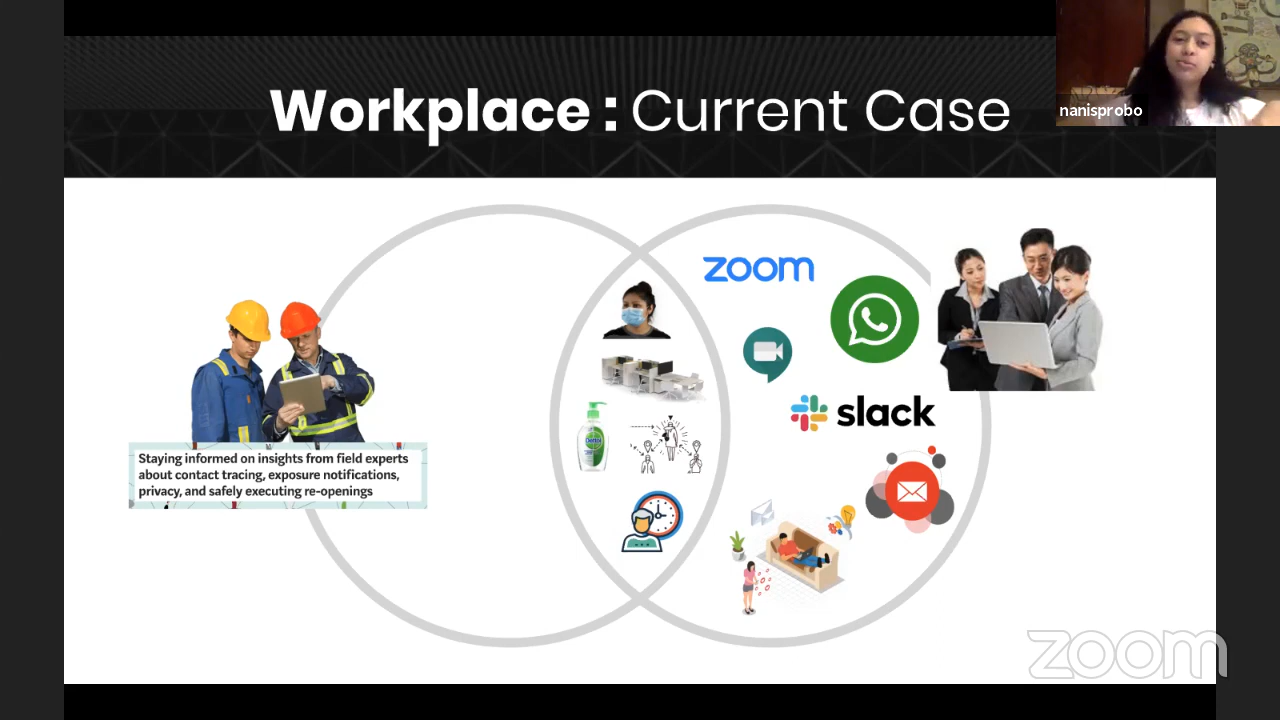 Workplace : Current Case
nanisprobo
zoom
slack
Staying informed on insights from field experts
about contact tracing, exposure notifications,
privacy, and safely executing re-openings
zoom